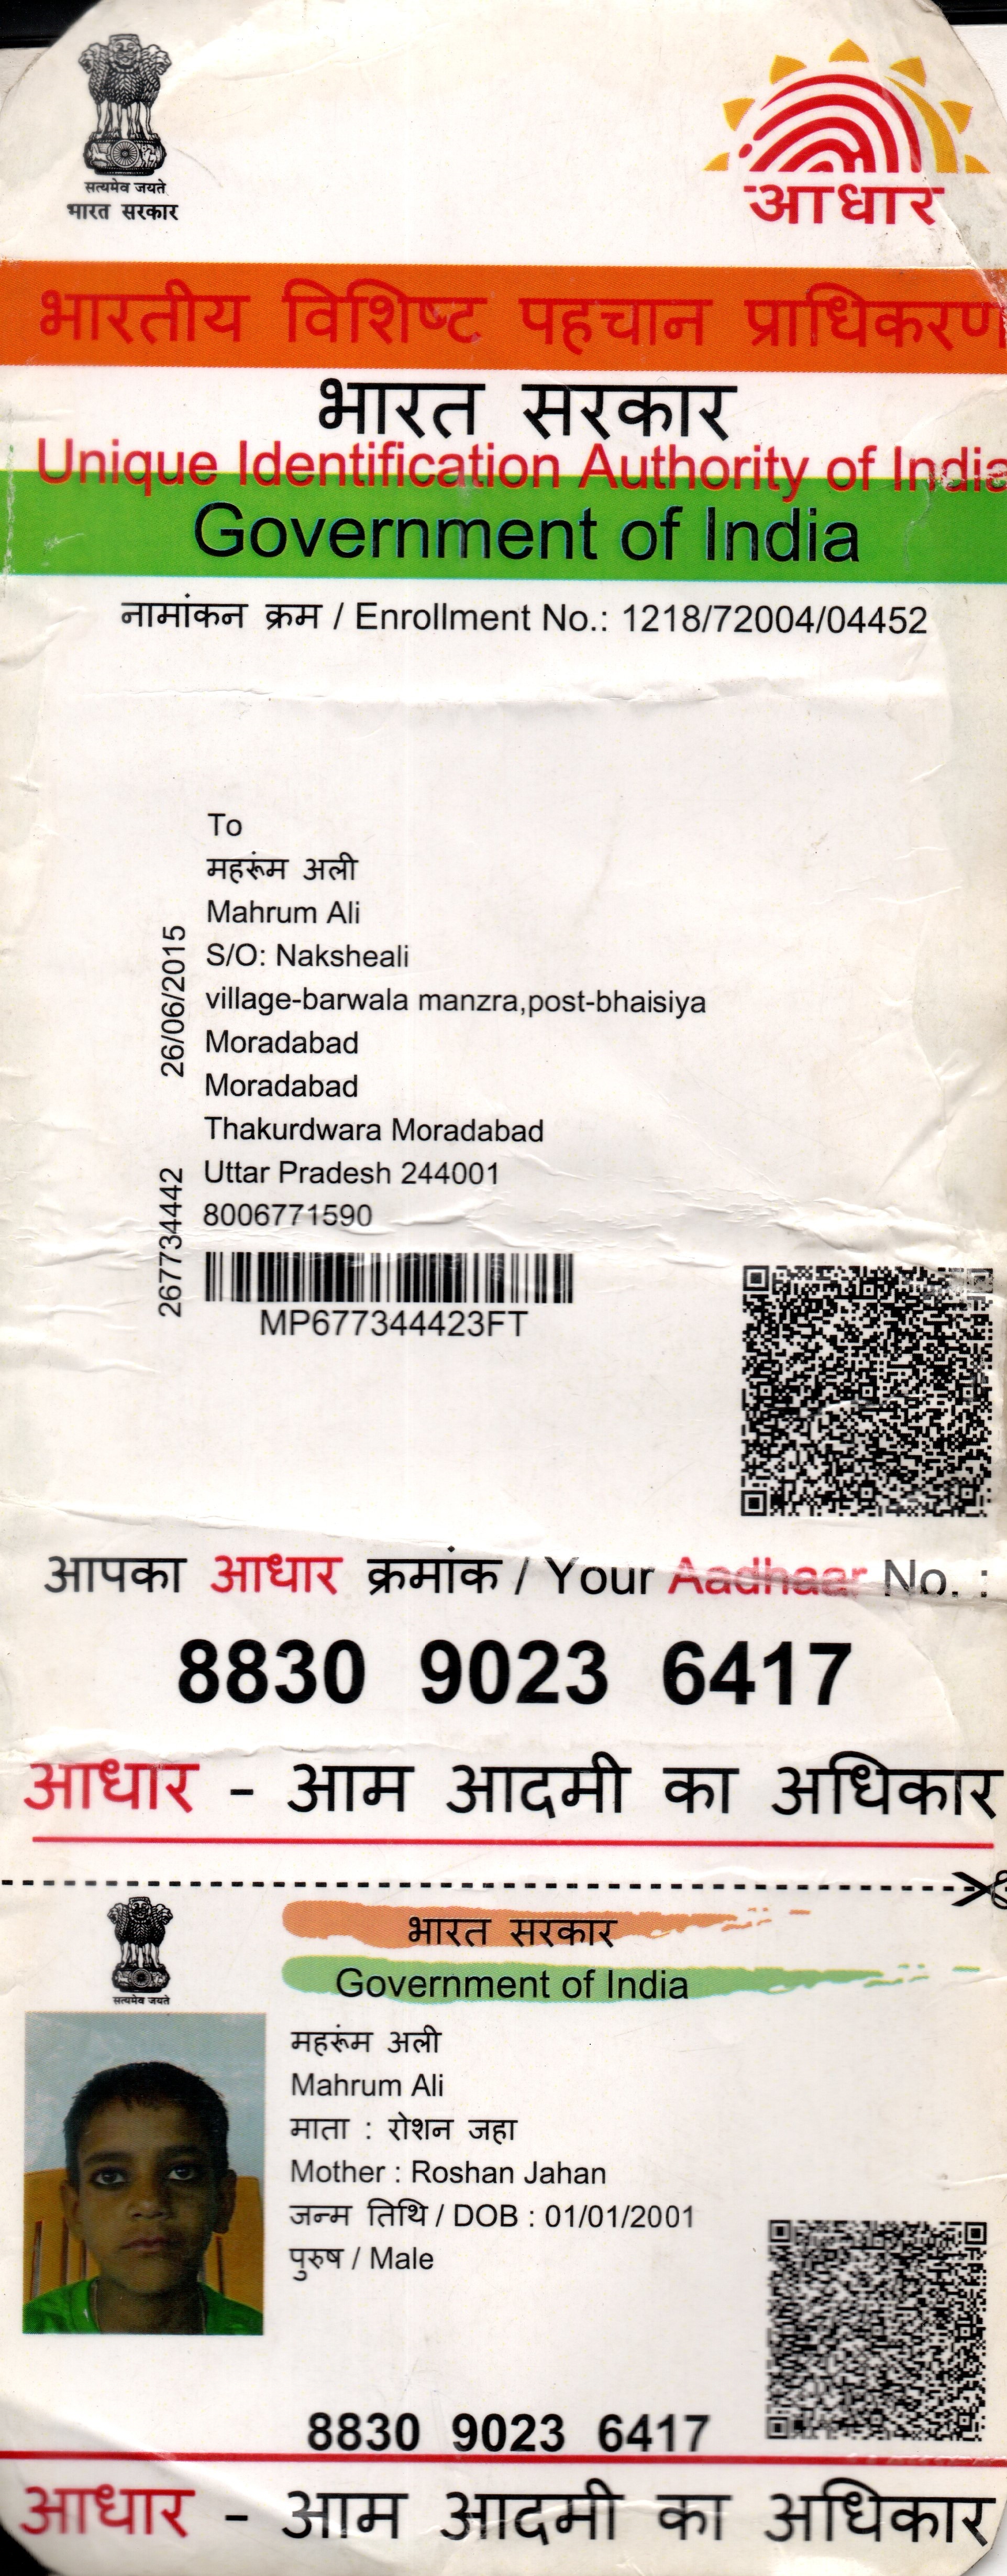 सत्यमेव जयते
भारत सरकार
आधार
भारतीय विशिष्ट पहचान प्राधिकरण
भारत सरकार
Unique Identification Authority of India
Government of India
नामांकन क्रम / Enrollment No.: 1218/72004/04452
To
महरूंम अली
Mahrum Ali
S/O: Naksheali
village-barwala manzra,post-bhaisiya
Moradabad
Moradabad
Thakurdwara Moradabad
Uttar Pradesh 244001
8006771590
26/06/2015
267734442
MP677344423FT
आपका आधार क्रमांक / Your Aadhaar No. :
8830 9023 6417
आधार - आम आदमी का अधिकार
सत्यमेव जयते
भारत सरकार
Government of India
महरूंम अली
Mahrum Ali
माता : रोशन जहा
Mother : Roshan Jahan
जन्म तिथि / DOB : 01/01/2001
पुरुष / Male
8830 9023 6417
आधार - आम आदमी का अधिकार